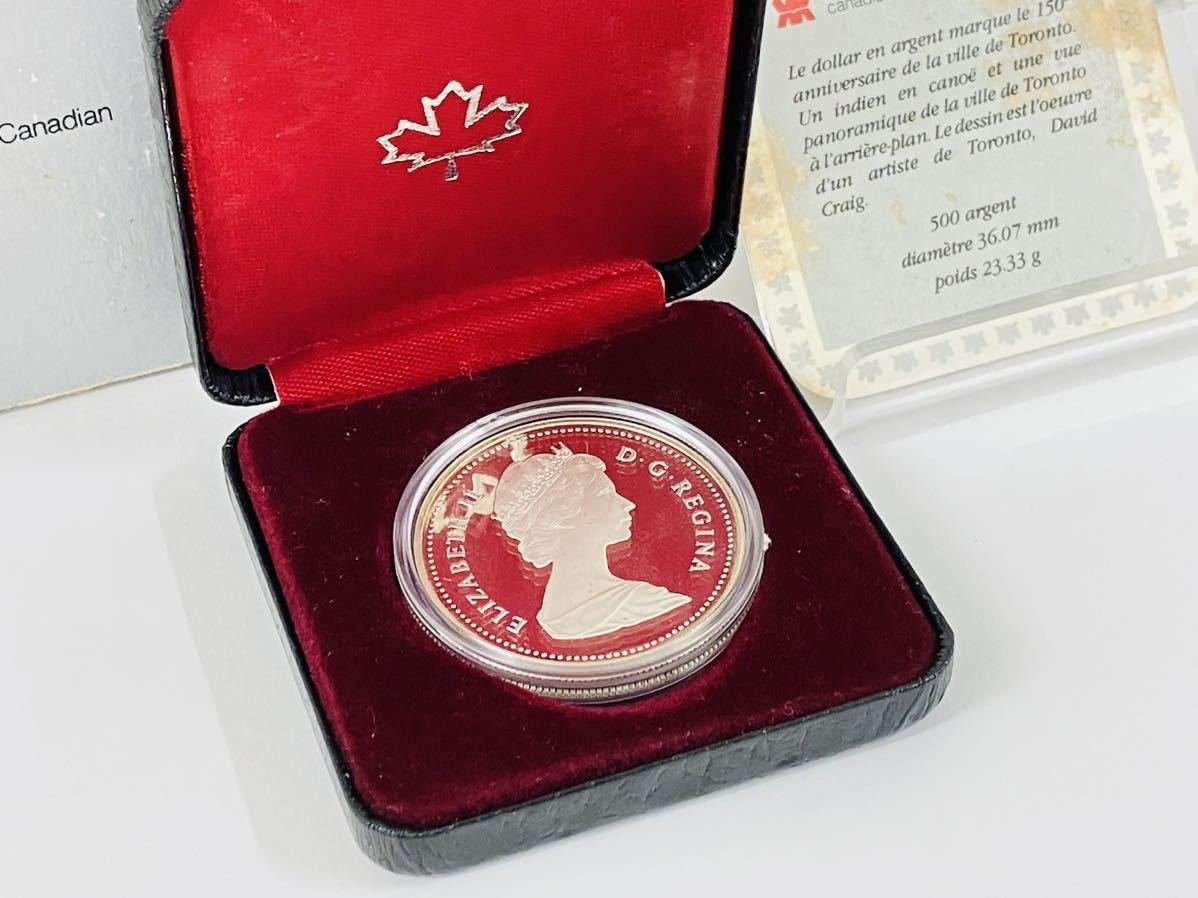 Canadian
Le dollar en argent marque le 150e
anniversaire de la ville de Toronto.
Un indien en canoë et une vue
panoramique de la ville de Toronto
à l'arrière-plan. Le dessin est l'oeuvre
d'un artiste de Toronto, David
Craig.
500 argent
diamètre 36.07 mm
poids 23.33 g
ELIZABETH II
D·G·REGINA